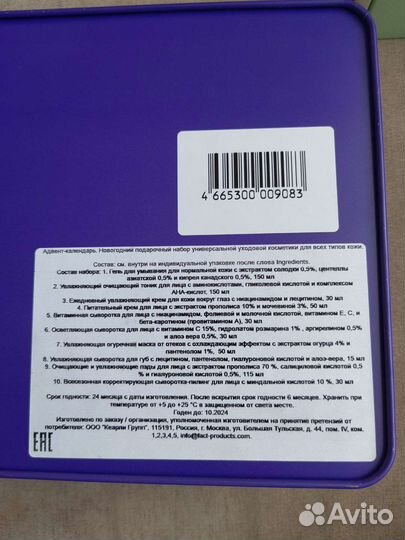 4 665300 009083
Адвент-календарь. Новогодний подарочный набор универсальной уходовой косметики для всех типов кожи.
Состав: см. внутри на индивидуальной упаковке после слова Ingredients.
Состав набора: 1. Гель для умывания для нормальной кожи с экстрактом солодки 0,5%, центеллы
азиатской 0,5% и кипрея канадского 0,5%, 150 мл
2. Увлажняющий очищающий тоник для лица с аминокислотами, гликолевой кислотой и комплексом
AHA-кислот, 150 мл
3. Ежедневный увлажняющий крем для кожи вокруг глаз с ниацинамидом и лецитином, 30 мл
4. Питательный крем для лица с экстрактом прополиса 10% и мочевиной 3%, 50 мл
5. Витаминная сыворотка для лица с ниацинамидом, фолиевой и молочной кислотой, витамином Е, С, и
бета-каротином (провитамином А), 30 мл
6. Осветляющая сыворотка для лица с витамином С 15%, гидролатом розмарина 1% , аргирелином 0,5%
и алоэ вера, 30 мл
7. Увлажняющая огуречная маска от отеков с охлаждающим эффектом с экстрактом огурца 4% и
пантенолом 1%, 50 мл
8. Увлажняющая сыворотка для губ с лецитином, пантенолом, гиалуроновой кислотой и алоэ-вера, 15 мл
9. Очищающие и увлажняющие пэды для лица с экстрактом прополиса 70 %, салициловой кислотой 0,5
% и гиалуроновой кислотой 0,5%, 115 мл
10. Всесезонная корректирующая сыворотка-пилинг для лица с миндальной кислотой 10 %, 30 мл
Срок годности: 24 месяца с даты изготовления. После вскрытия срок годности 6 месяцев. Хранить при
температуре от +5 до +25 °C в защищенном от света месте.
Годен до: 10.2024
Изготовлено по заказу / организация, уполномоченная изготовителем на принятие претензий от
потребителя: ООО "Кеарли Групп", 115191, Россия, г. Москва, ул. Большая Тульская, д. 44, пом. IV, ком.
1,2,3,4,5, info@fact-products.com
EAC
Avito